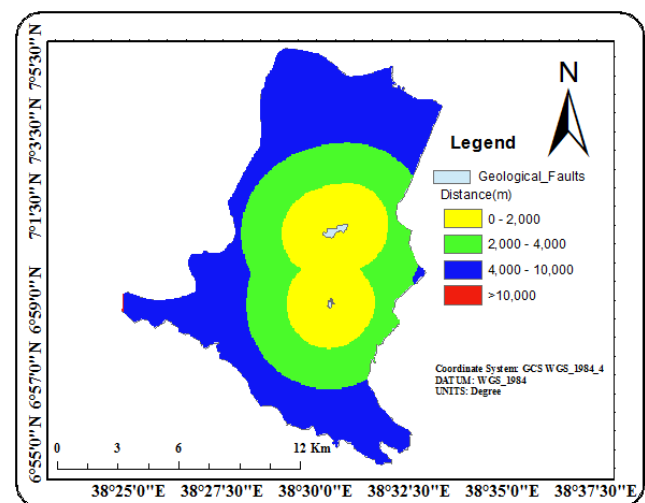 N
Legend
Geological_Faults
Distance(m)
0 - 2,000
2,000 - 4,000
4,000 - 10,000
>10,000
Coordinate System: GCS WGS_1984_4
DATUM: WGS_1984
UNITS: Degree
0 3 6 12 Km
7°5'30"N
7°3'30"N
7°1'30"N
6°59'0"N
6°57'0"N
6°55'0"N
38°25'0"E 38°27'30"E 38°30'0"E 38°32'30"E 38°35'0"E 38°37'30"E